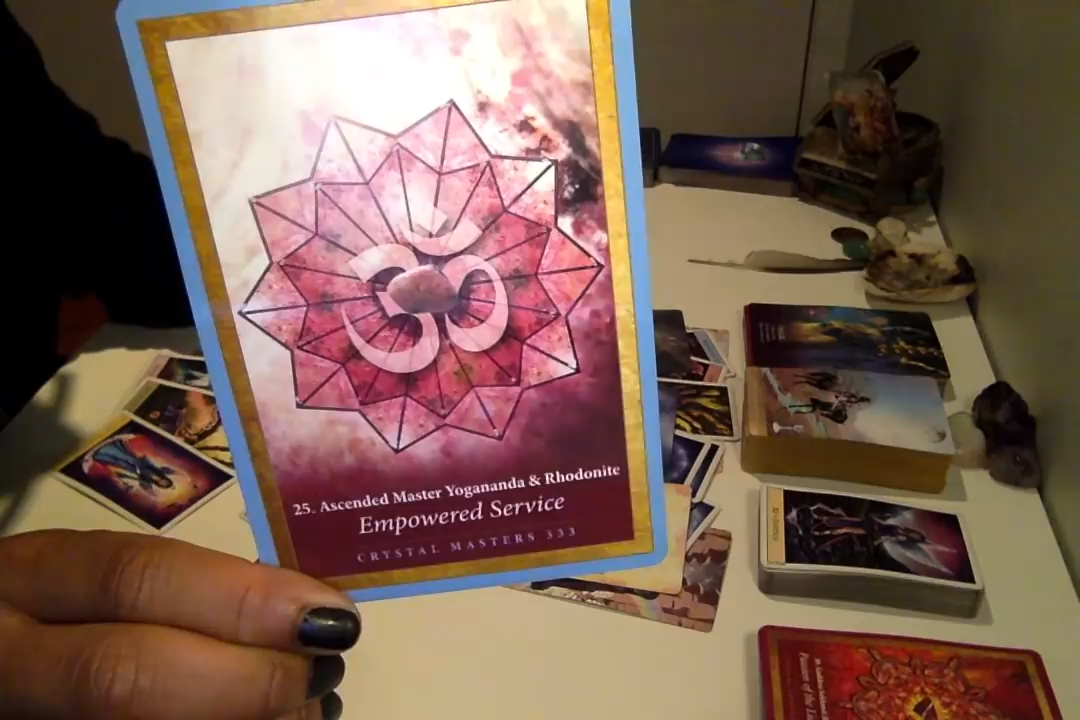 25. Ascended Master Yogananda & Rhodonite
Empowered Service
CRYSTAL MASTERS 333